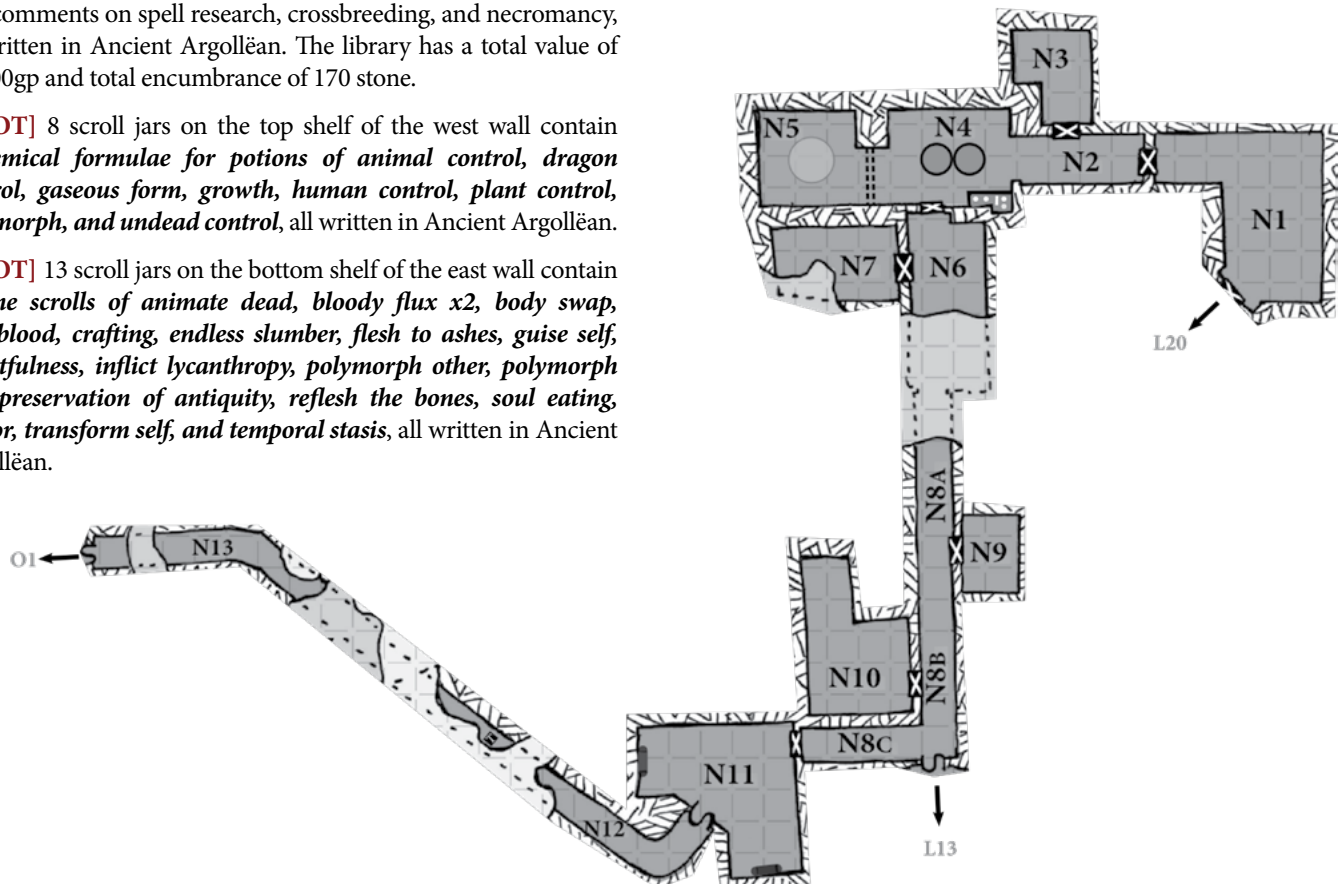 comments on spell research, crossbreeding, and necromancy,
ritten in Ancient Argollëan. The library has a total value of
00gp and total encumbrance of 170 stone.
OT] 8 scroll jars on the top shelf of the west wall contain
emical formulae for potions of animal control, dragon
rol, gaseous form, growth, human control, plant control,
morph, and undead control, all written in Ancient Argollëan.
OT] 13 scroll jars on the bottom shelf of the east wall contain
ne scrolls of animate dead, bloody flux x2, body swap,
blood, crafting, endless slumber, flesh to ashes, guise self,
tfulness, inflict lycanthropy, polymorph other, polymorph
preservation of antiquity, reflesh the bones, soul eating,
or, transform self, and temporal stasis, all written in Ancient
llëan.
N3
N5
N4
N2
N1
N7
N6
L20
N8A
N9
N13
O1
N10
N8B
N8C
N11
N12
L13